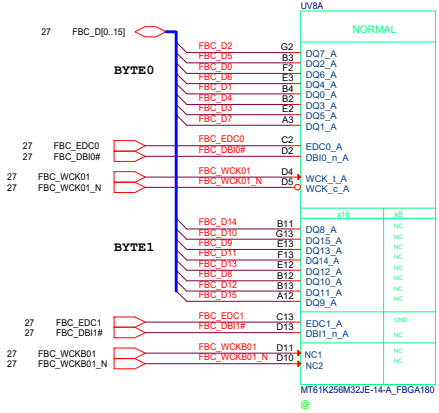 UV8A
27 FBC_D[0..15]
NORMAL
FBC_D2 G2 DQ7_A
FBC_D5 B3 DQ2_A
BYTE0 FBC_D0 F2 DQ6_A
FBC_D6 E3 DQ4_A
FBC_D1 B4 DQ0_A
FBC_D4 B2 DQ3_A
FBC_D3 E2 DQ5_A
FBC_D7 A3 DQ1_A
27 FBC_EDC0 FBC_EDC0 C2 EDC0_A
27 FBC_DBI0# FBC_DBI0# D2 DBI0_n_A
27 FBC_WCK01 FBC_WCK01 D4 WCK_t_A
27 FBC_WCK01_N FBC_WCK01_N D5 WCK_c_A
x16 x8
FBC_D14 B11 DQ8_A NC
FBC_D10 G13 DQ15_A NC
BYTE1 FBC_D9 E13 DQ13_A NC
FBC_D11 F13 DQ14_A NC
FBC_D13 E12 DQ12_A NC
FBC_D8 B12 DQ10_A NC
FBC_D12 B13 DQ11_A NC
FBC_D15 A12 DQ9_A NC
27 FBC_EDC1 FBC_EDC1 C13 EDC1_A GND
27 FBC_DBI1# FBC_DBI1# D13 DBI1_n_A NC
27 FBC_WCKB01 FBC_WCKB01 D11 NC1 NC
27 FBC_WCKB01_N FBC_WCKB01_N D10 NC2 NC
MT61K256M32JE-14-A_FBGA180
@